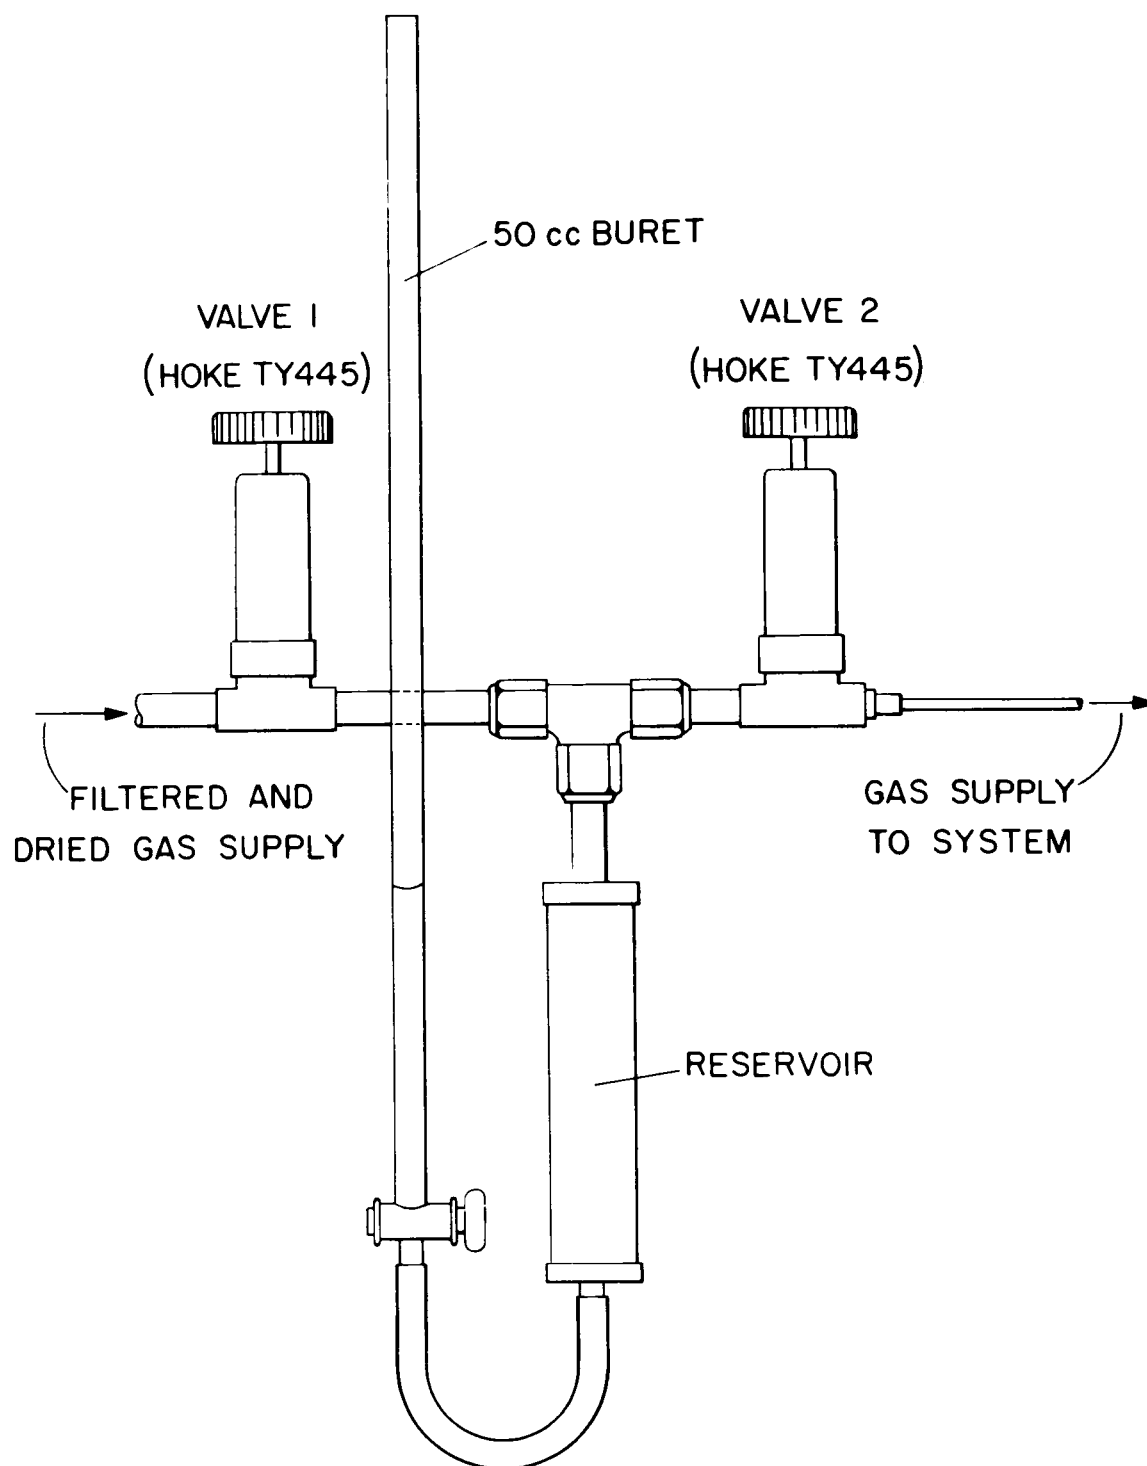 50 cc BURET
VALVE 1
(HOKE TY445)
VALVE 2
(HOKE TY445)
FILTERED AND
DRIED GAS SUPPLY
GAS SUPPLY
TO SYSTEM
RESERVOIR